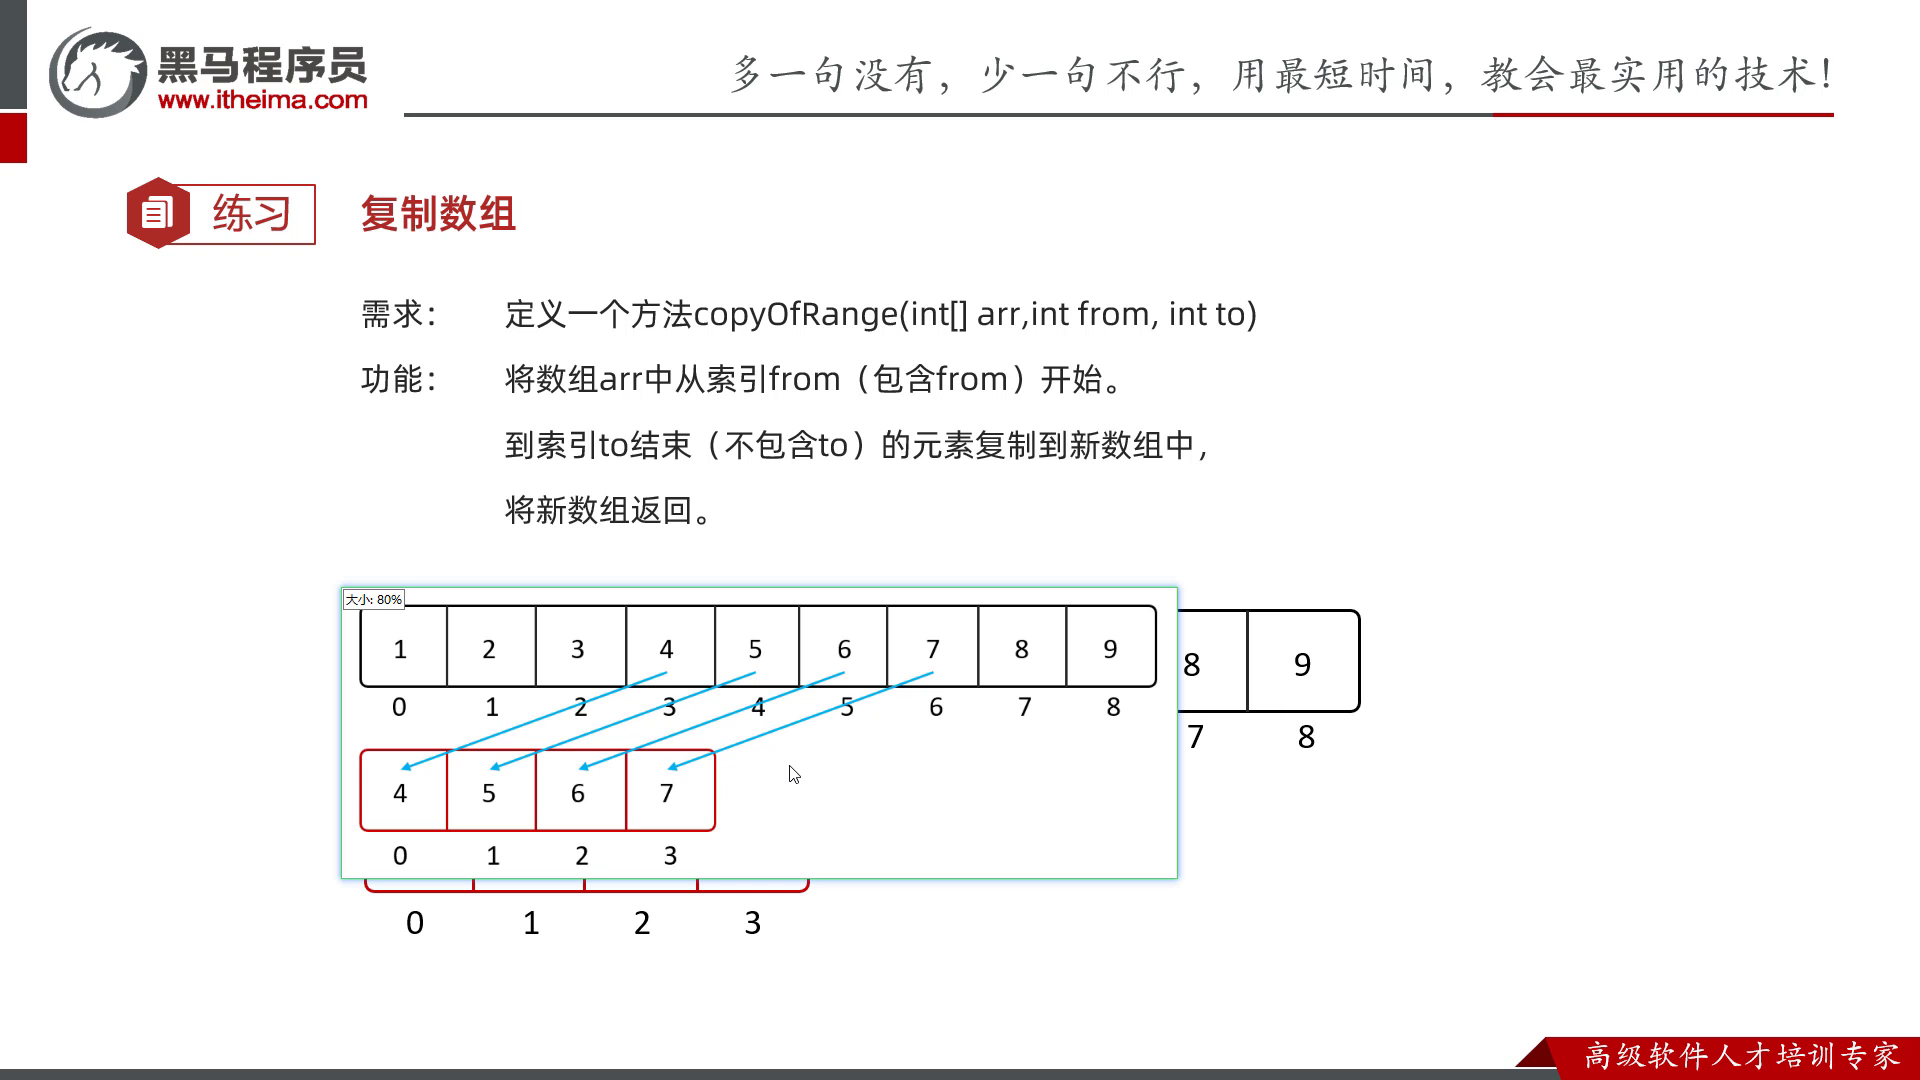 黑马程序员
www.itheima.com
多一句没有，少一句不行，用最短时间，教会最实用的技术！
练习
复制数组
需求： 定义一个方法copyOfRange(int[] arr,int from, int to)
功能： 将数组arr中从索引from（包含from）开始。
到索引to结束（不包含to）的元素复制到新数组中，
将新数组返回。
大小: 80%
1 2 3 4 5 6 7 8 9
0 1 2 3 4 5 6 7 8
8 9
7 8
4 5 6 7
0 1 2 3
0 1 2 3
高级软件人才培训专家